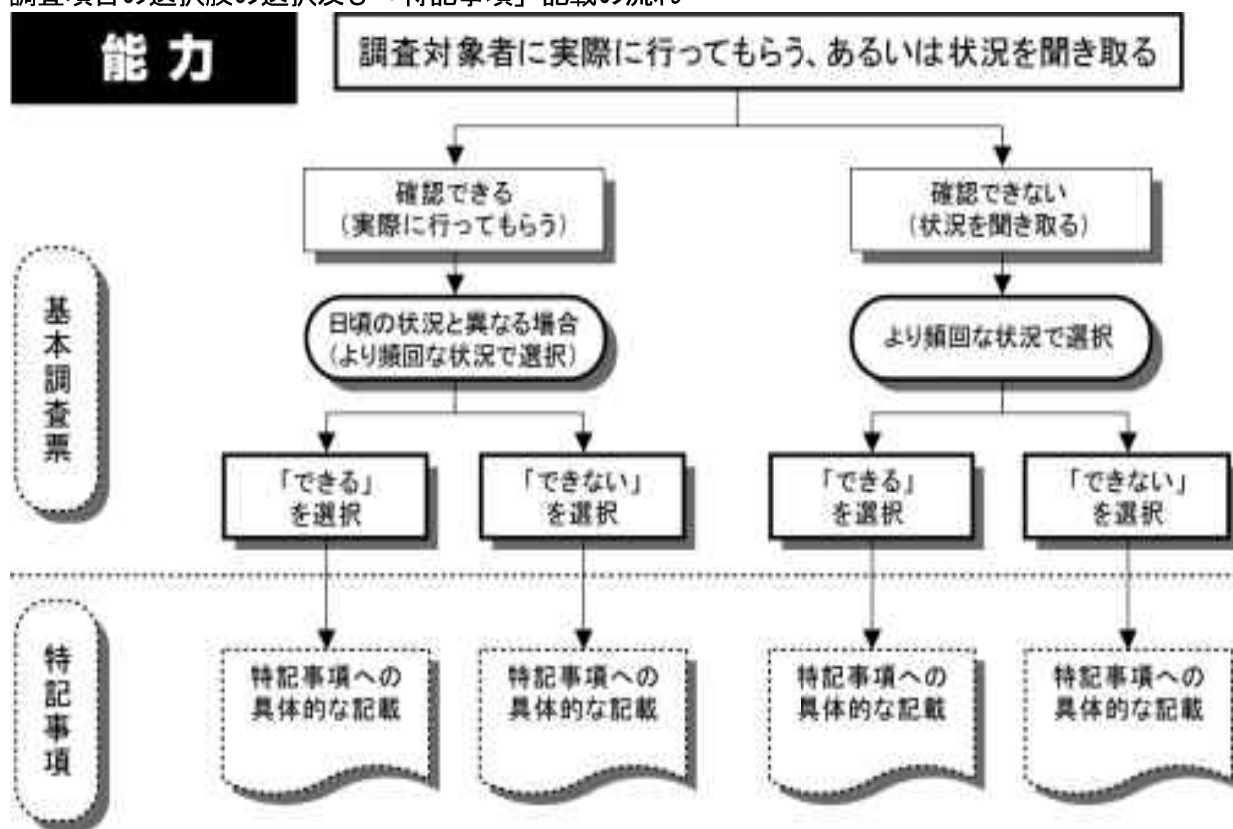 調査項目の選択肢の選択及び「特記事項」記載の流れ
能力
調査対象者に実際に行ってもらう、あるいは状況を聞き取る
確認できる
(実際に行ってもらう)
確認できない
(状況を聞き取る)
基本調査票
日頃の状況と異なる場合
(より頻回な状況で選択)
より頻回な状況で選択
「できる」
を選択
「できない」
を選択
「できる」
を選択
「できない」
を選択
特記事項
特記事項への
具体的な記載
特記事項への
具体的な記載
特記事項への
具体的な記載
特記事項への
具体的な記載